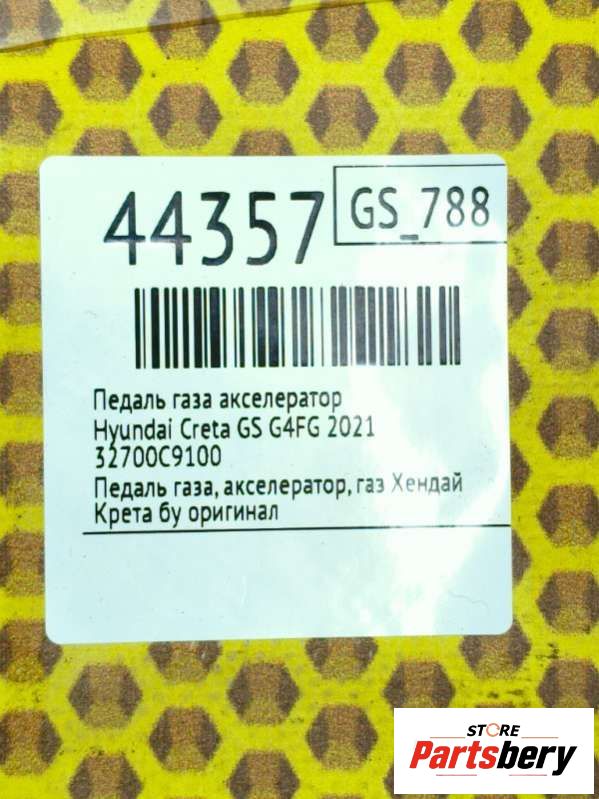 44357
GS_788
Педаль газа акселератор
Hyundai Creta GS G4FG 2021
32700C9100
Педаль газа, акселератор, газ Хендай
Крета бу оригинал
STORE
Partsbery